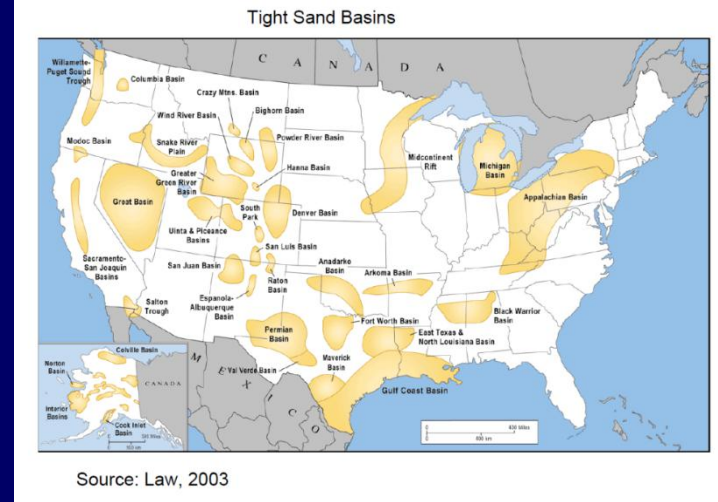 Tight Sand Basins
C A N A D A
Willamette-
Puget Sound
Trough
Columbia Basin
Crazy Mtns. Basin
Wind River Basin
Bighorn Basin
Modoc Basin
Snake River
Plain
Powder River Basin
Midcontinent
Rift
Michigan
Basin
Greater
Green River
Basin
Hanna Basin
Appalachian Basin
Great Basin
South
Park
Denver Basin
Uinta & Piceance
Basins
San Luis Basin
Sacramento-
San Joaquin
Basins
San Juan Basin
Raton
Basin
Anadarko
Basin
Arkoma Basin
Espanola-
Albuquerque
Basin
Salton
Trough
Black Warrior
Basin
Fort Worth Basin
Permian
Basin
East Texas &
North Louisiana Basin
Maverick
Basin
Val Verde Basin
Gulf Coast Basin
M E X I C O
Colville Basin
Norton
Basin
CANADA
Interior
Basins
Cook Inlet
Basin
Source: Law, 2003